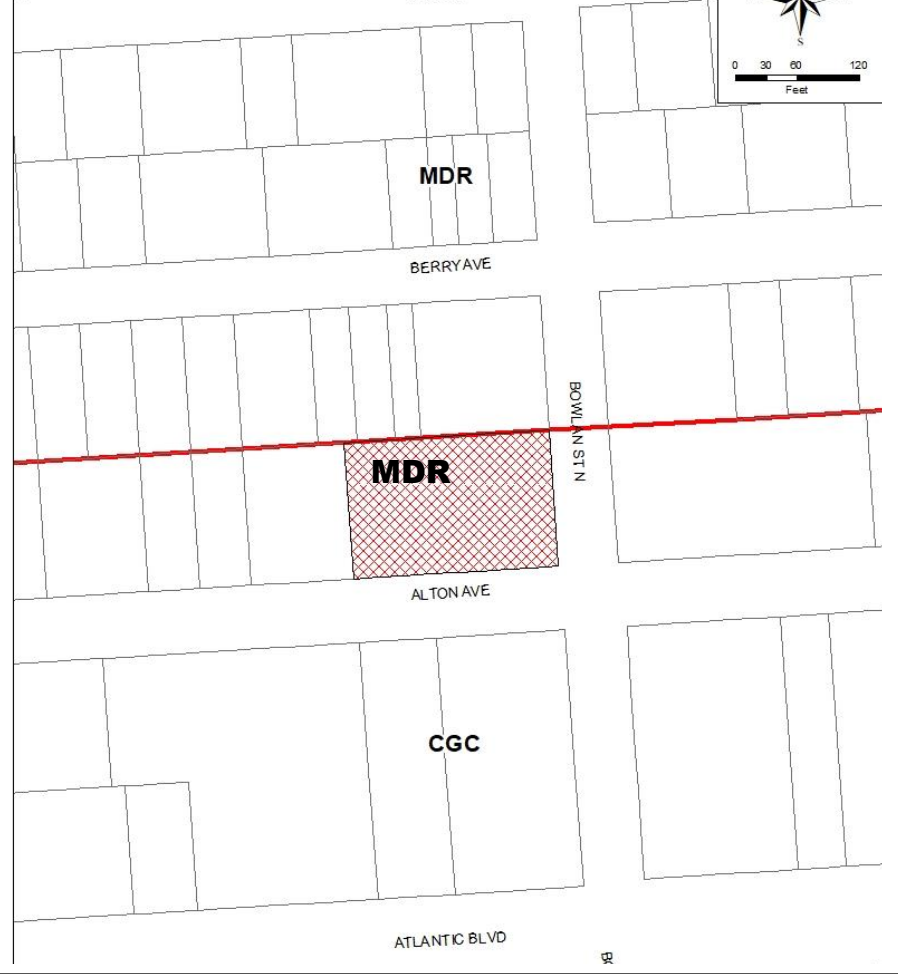 S
0 30 60 120
Feet
MDR
BERRY AVE
BOWLAN ST N
MDR
ALTON AVE
CGC
ATLANTIC BLVD